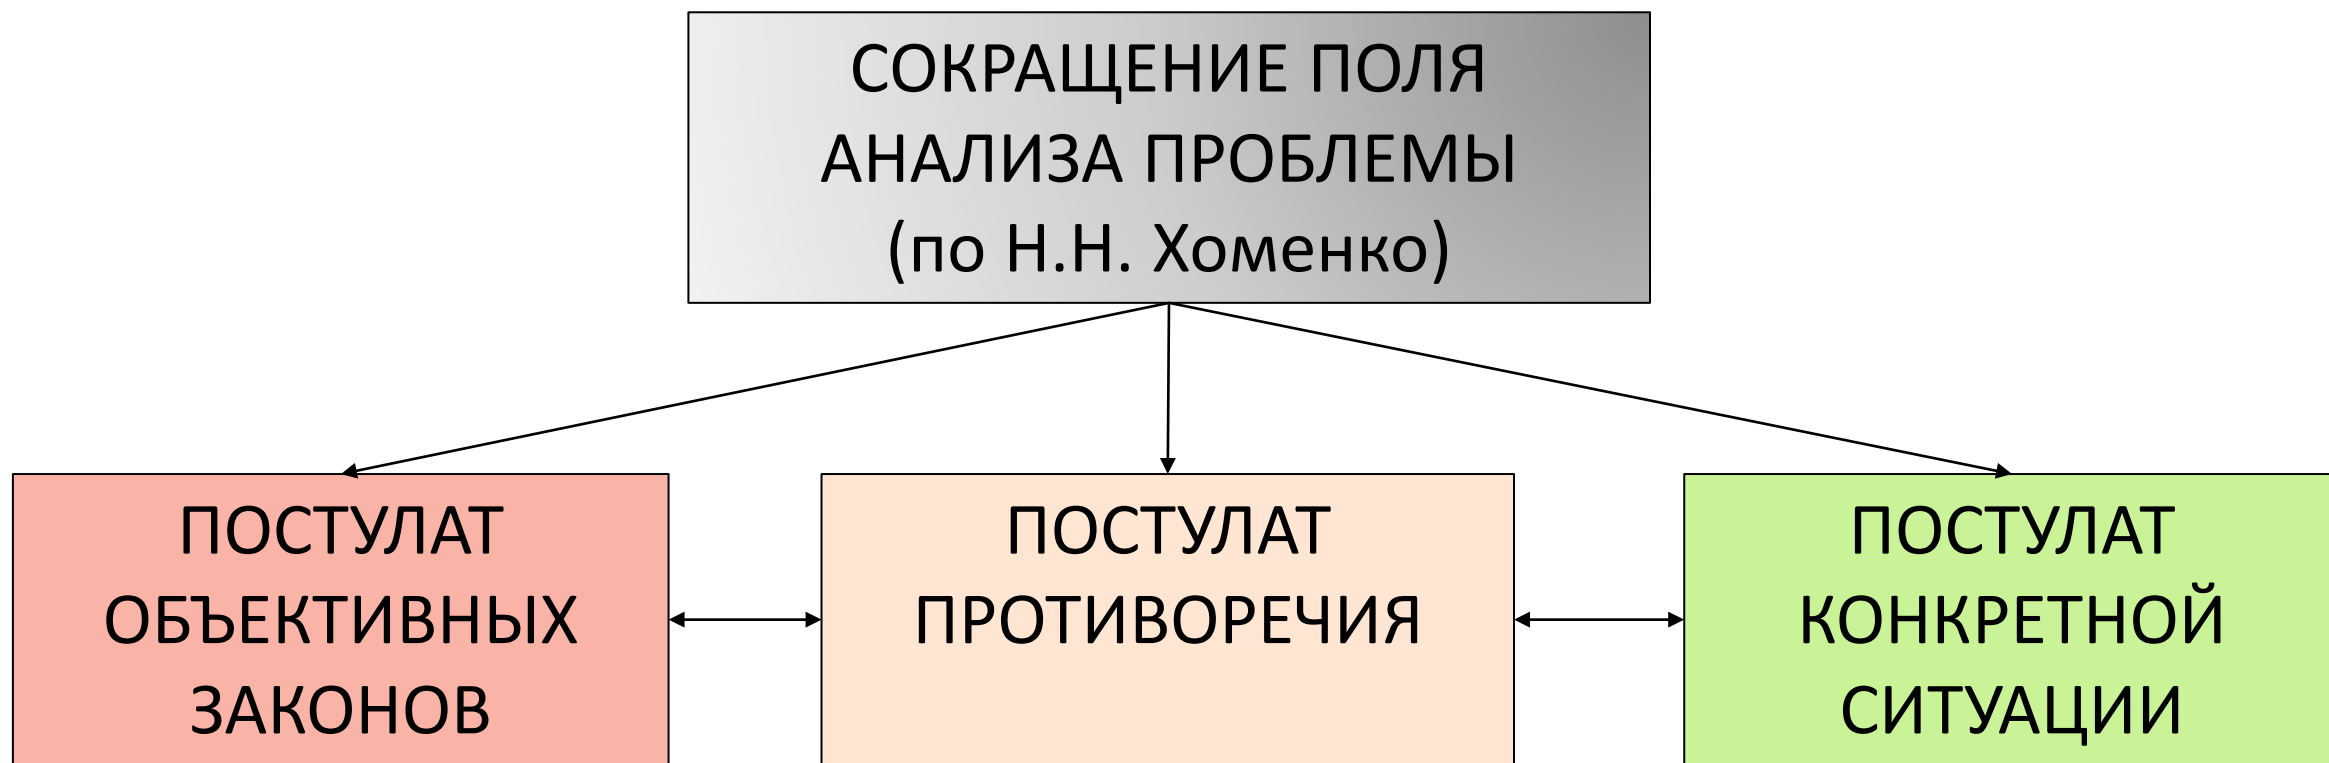 СОКРАЩЕНИЕ ПОЛЯ
АНАЛИЗА ПРОБЛЕМЫ
(по Н.Н. Хоменко)
ПОСТУЛАТ
ОБЪЕКТИВНЫХ
ЗАКОНОВ
ПОСТУЛАТ
ПРОТИВОРЕЧИЯ
ПОСТУЛАТ
КОНКРЕТНОЙ
СИТУАЦИИ